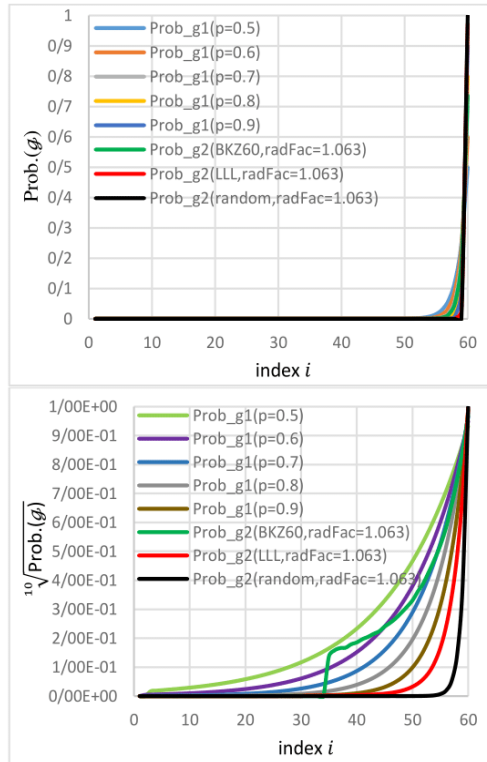 1
0/9
0/8
0/7
0/6
0/5
0/4
0/3
0/2
0/1
0
Prob.(ℊ)
Prob_g1(p=0.5)
Prob_g1(p=0.6)
Prob_g1(p=0.7)
Prob_g1(p=0.8)
Prob_g1(p=0.9)
Prob_g2(BKZ60,radFac=1.063)
Prob_g2(LLL,radFac=1.063)
Prob_g2(random,radFac=1.063)
0 10 20 30 40 50 60
index i
1/00E+00
9/00E-01
8/00E-01
7/00E-01
6/00E-01
5/00E-01
4/00E-01
3/00E-01
2/00E-01
1/00E-01
0/00E+00
¹⁰√Prob.(ℊ)
Prob_g1(p=0.5)
Prob_g1(p=0.6)
Prob_g1(p=0.7)
Prob_g1(p=0.8)
Prob_g1(p=0.9)
Prob_g2(BKZ60,radFac=1.063)
Prob_g2(LLL,radFac=1.063)
Prob_g2(random,radFac=1.063)
0 10 20 30 40 50 60
index i